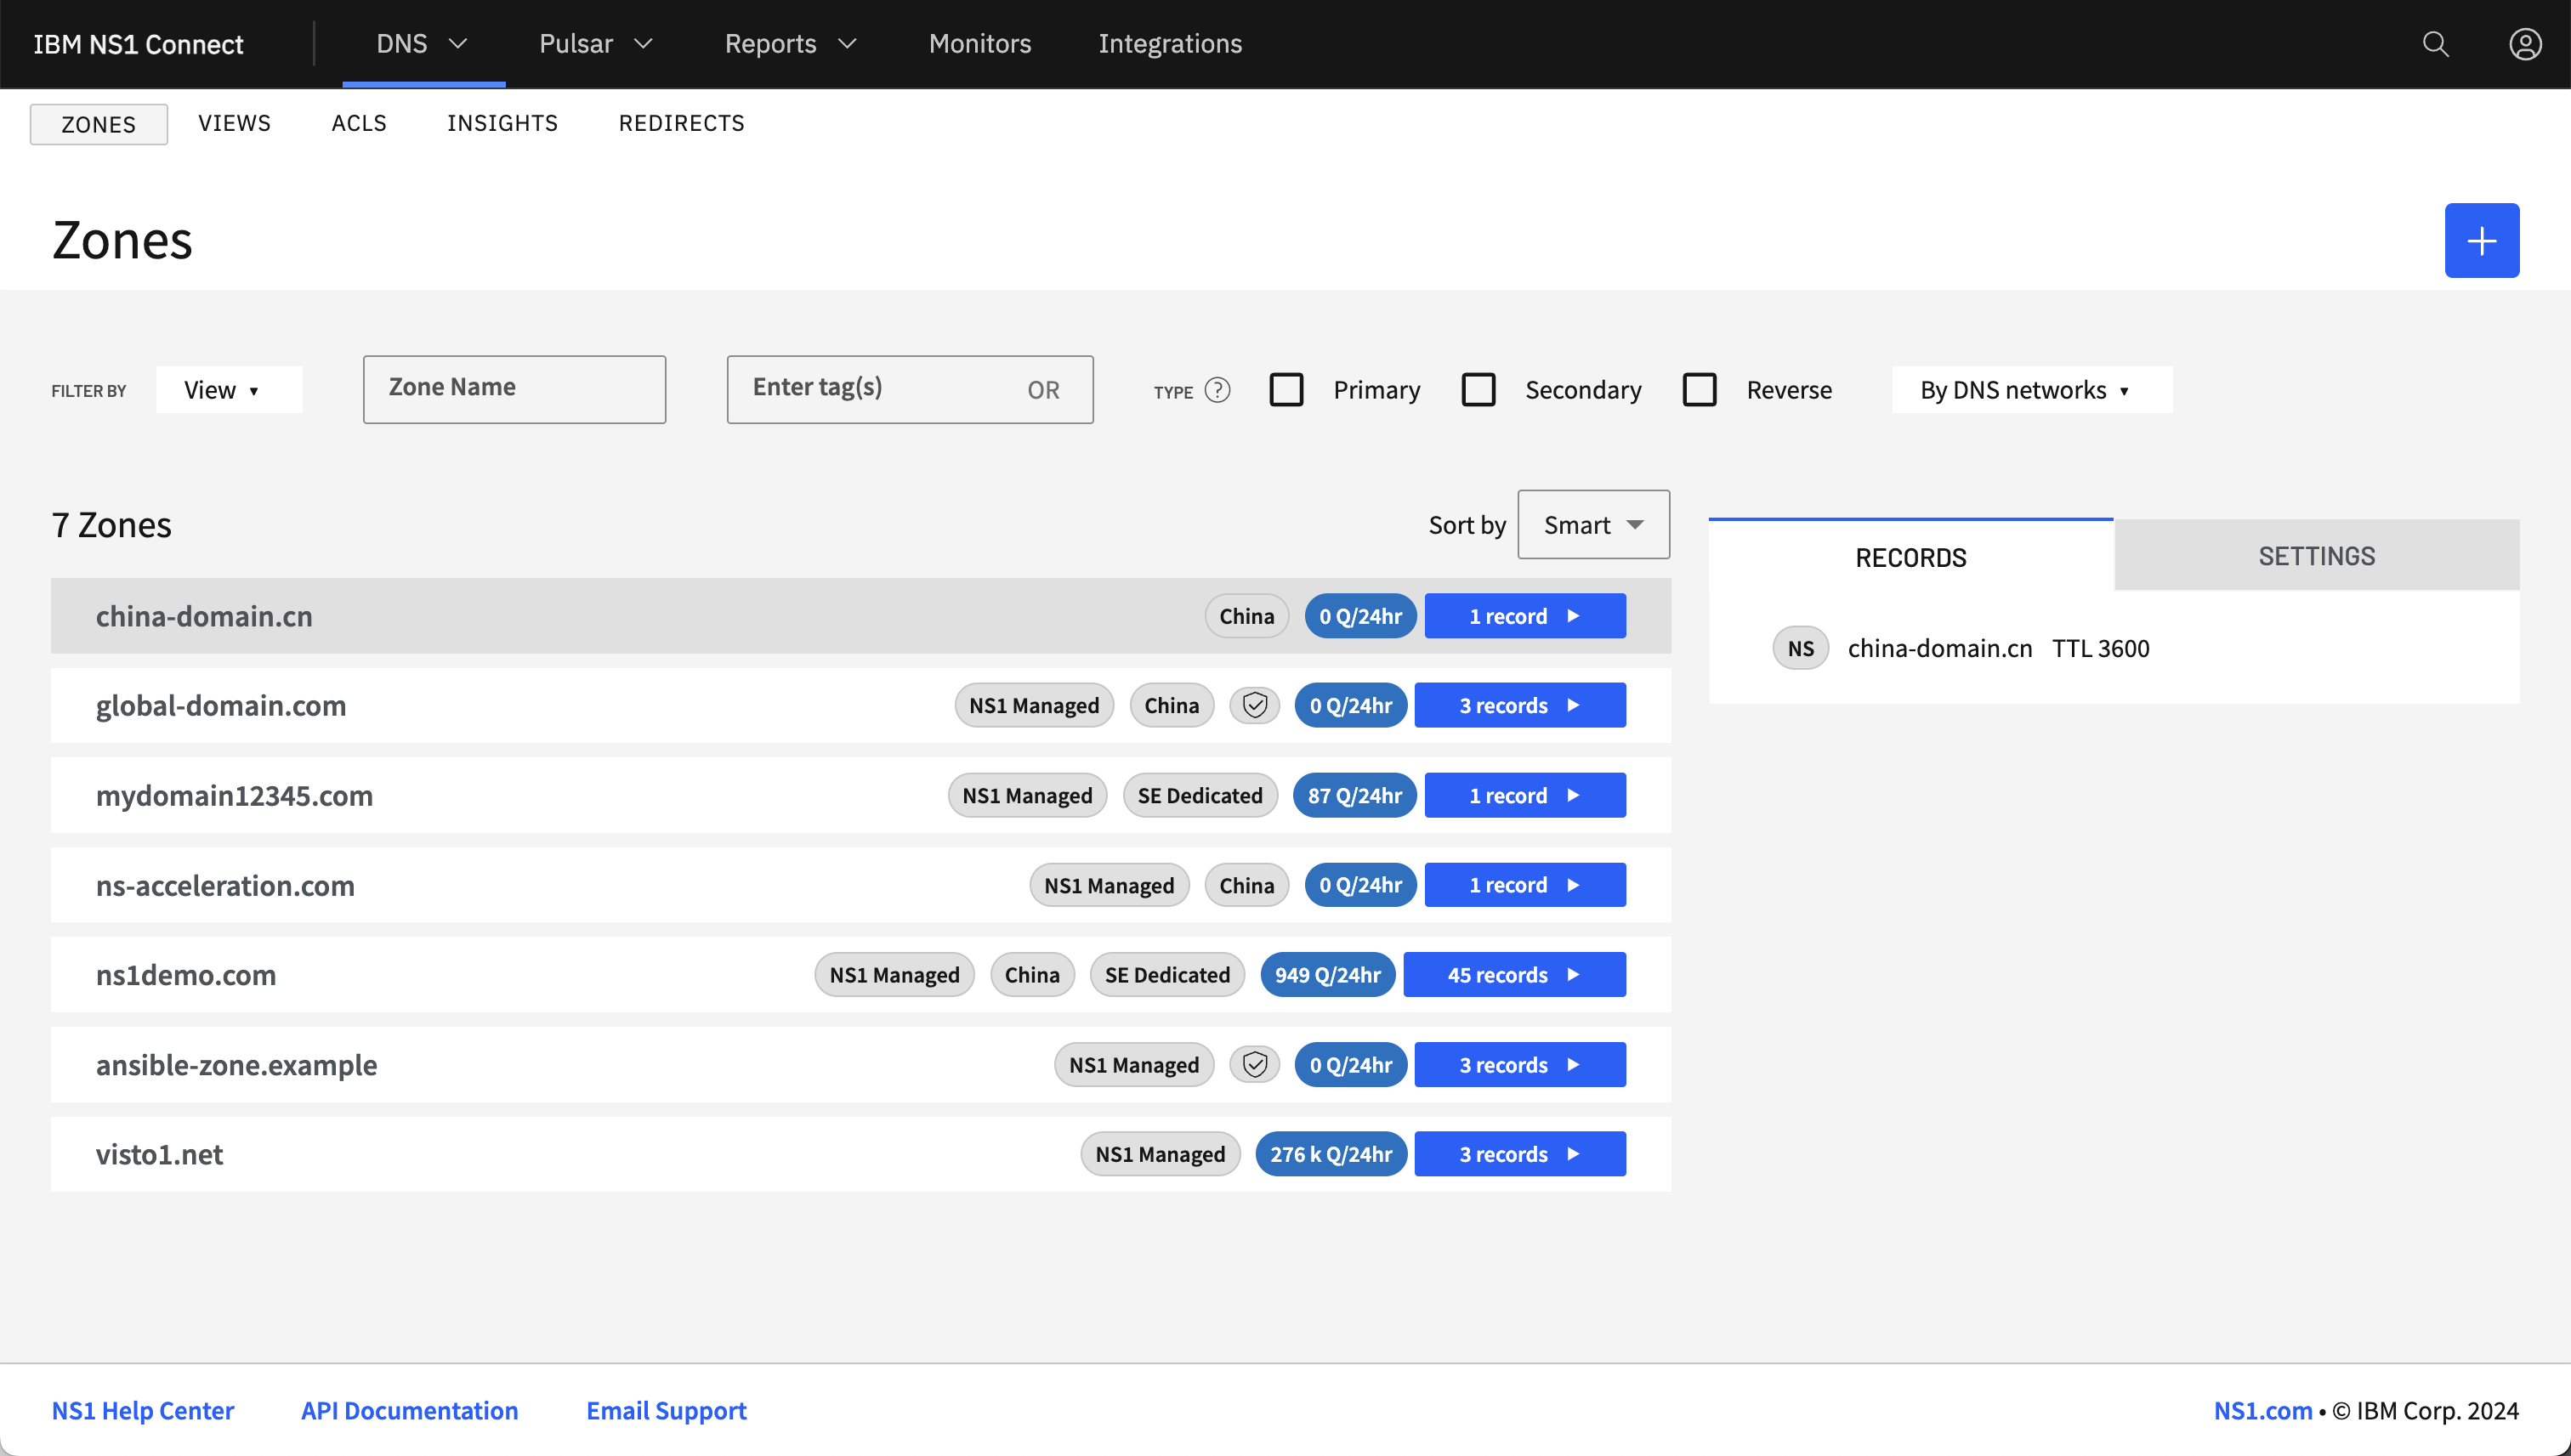 IBM NS1 Connect DNS Pulsar Reports Monitors Integrations
ZONES VIEWS ACLS INSIGHTS REDIRECTS
Zones
FILTER BY View Zone Name Enter tag(s) OR TYPE ? Primary Secondary Reverse By DNS networks
7 Zones Sort by Smart
RECORDS SETTINGS
china-domain.cn China 0 Q/24hr 1 record
NS china-domain.cn TTL 3600
global-domain.com NS1 Managed China 0 Q/24hr 3 records
mydomain12345.com NS1 Managed SE Dedicated 87 Q/24hr 1 record
ns-acceleration.com NS1 Managed China 0 Q/24hr 1 record
ns1demo.com NS1 Managed China SE Dedicated 949 Q/24hr 45 records
ansible-zone.example NS1 Managed 0 Q/24hr 3 records
visto1.net NS1 Managed 276 k Q/24hr 3 records
NS1 Help Center API Documentation Email Support NS1.com • © IBM Corp. 2024